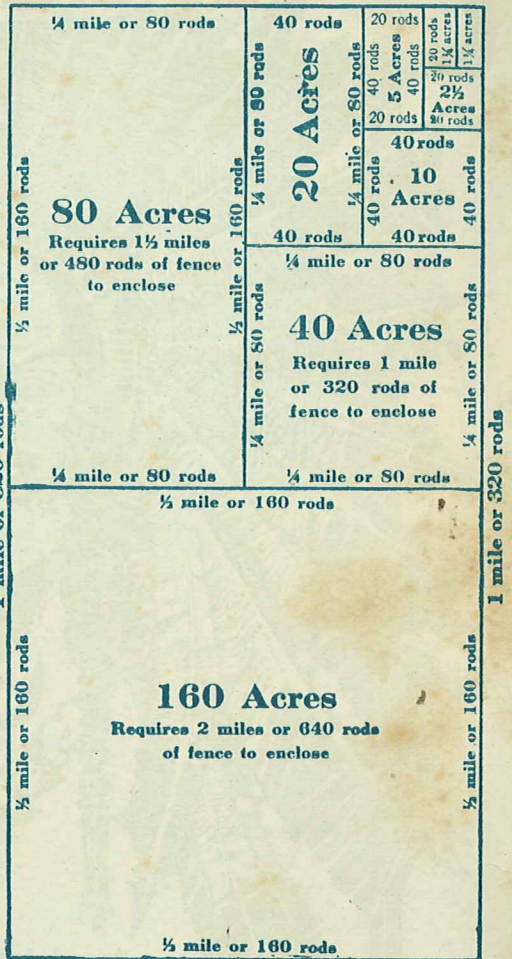 ¼ mile or 80 rods
½ mile or 160 rods
80 Acres
Requires 1½ miles
or 480 rods of fence
to enclose
½ mile or 160 rods
¼ mile or 80 rods
40 rods
¼ mile or 80 rods
20 Acres
¼ mile or 80 rods
40 rods
20 rods
40 rods
5 Acres
40 rods
20 rods
20 rods
1¼ acres
1¼ acres
20 rods
2½
Acres
20 rods
40 rods
40 rods
10
Acres
40 rods
40 rods
¼ mile or 80 rods
¼ mile or 80 rods
40 Acres
Requires 1 mile
or 320 rods of
fence to enclose
¼ mile or 80 rods
¼ mile or 80 rods
½ mile or 160 rods
½ mile or 160 rods
160 Acres
Requires 2 miles or 640 rods
of fence to enclose
½ mile or 160 rods
½ mile or 160 rods
1 mile or 320 rods